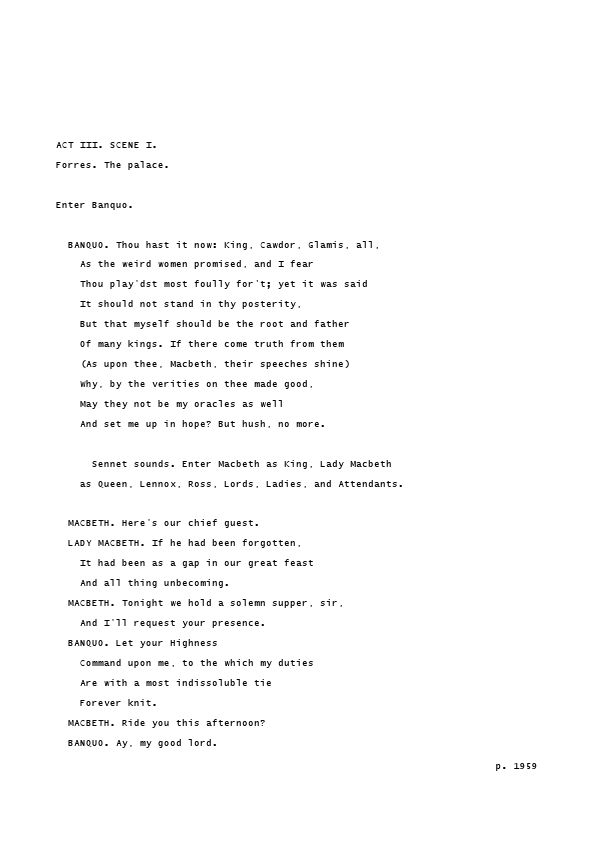 ACT III. SCENE I.
Forres. The palace.
Enter Banquo.
BANQUO. Thou hast it now: King, Cawdor, Glamis, all,
As the weird women promised, and I fear
Thou play'dst most foully for't; yet it was said
It should not stand in thy posterity,
But that myself should be the root and father
Of many kings. If there come truth from them
(As upon thee, Macbeth, their speeches shine)
Why, by the verities on thee made good,
May they not be my oracles as well
And set me up in hope? But hush, no more.
Sennet sounds. Enter Macbeth as King, Lady Macbeth
as Queen, Lennox, Ross, Lords, Ladies, and Attendants.
MACBETH. Here's our chief guest.
LADY MACBETH. If he had been forgotten,
It had been as a gap in our great feast
And all thing unbecoming.
MACBETH. Tonight we hold a solemn supper, sir,
And I'll request your presence.
BANQUO. Let your Highness
Command upon me, to the which my duties
Are with a most indissoluble tie
Forever knit.
MACBETH. Ride you this afternoon?
BANQUO. Ay, my good lord.
p. 1959